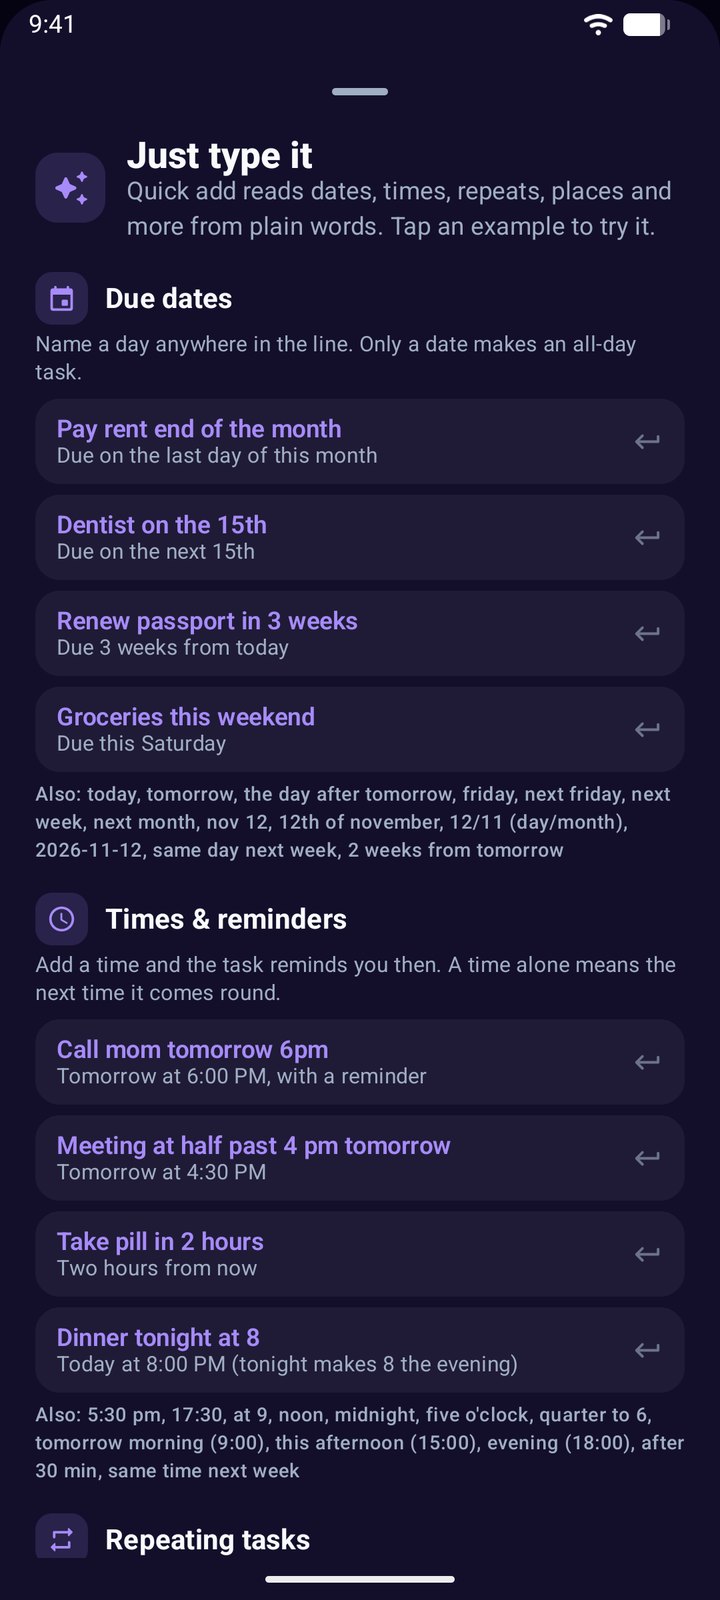 9:41
Just type it
Quick add reads dates, times, repeats, places and
more from plain words. Tap an example to try it.
Due dates
Name a day anywhere in the line. Only a date makes an all-day
task.
Pay rent end of the month
Due on the last day of this month
Dentist on the 15th
Due on the next 15th
Renew passport in 3 weeks
Due 3 weeks from today
Groceries this weekend
Due this Saturday
Also: today, tomorrow, the day after tomorrow, friday, next friday, next
week, next month, nov 12, 12th of november, 12/11 (day/month),
2026-11-12, same day next week, 2 weeks from tomorrow
Times & reminders
Add a time and the task reminds you then. A time alone means the
next time it comes round.
Call mom tomorrow 6pm
Tomorrow at 6:00 PM, with a reminder
Meeting at half past 4 pm tomorrow
Tomorrow at 4:30 PM
Take pill in 2 hours
Two hours from now
Dinner tonight at 8
Today at 8:00 PM (tonight makes 8 the evening)
Also: 5:30 pm, 17:30, at 9, noon, midnight, five o'clock, quarter to 6,
tomorrow morning (9:00), this afternoon (15:00), evening (18:00), after
30 min, same time next week
Repeating tasks